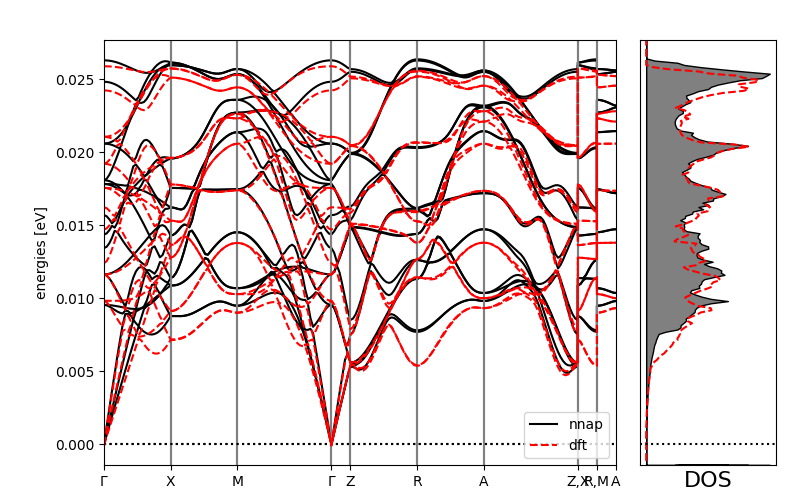 energies [eV]
0.025
0.020
0.015
0.010
0.005
0.000
nnap
dft
Γ X M Γ Z R A Z,X R,M A
DOS